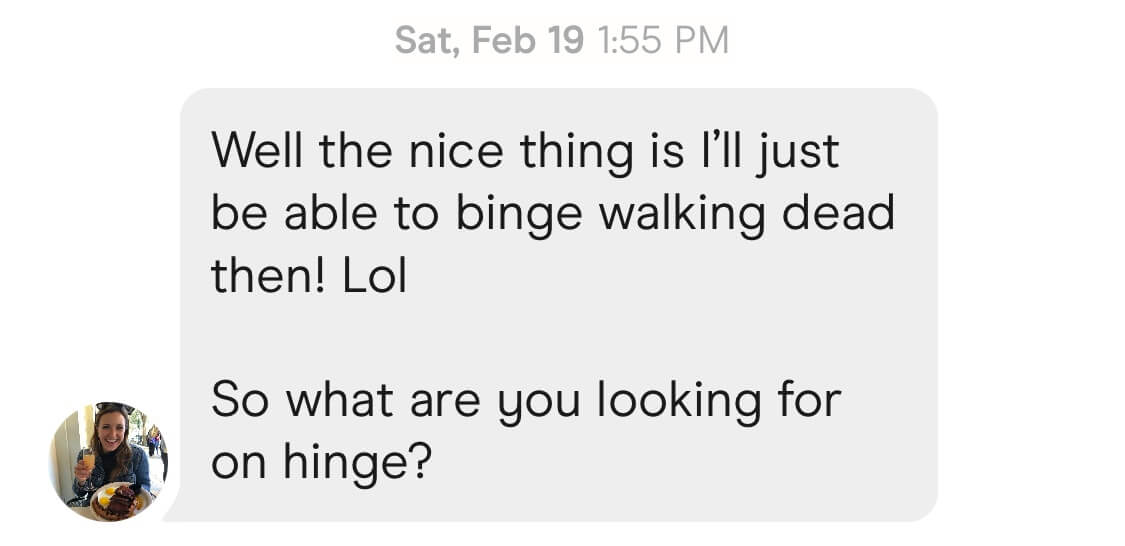 Sat, Feb 19 1:55 PM
Well the nice thing is I’ll just
be able to binge walking dead
then! Lol
So what are you looking for
on hinge?